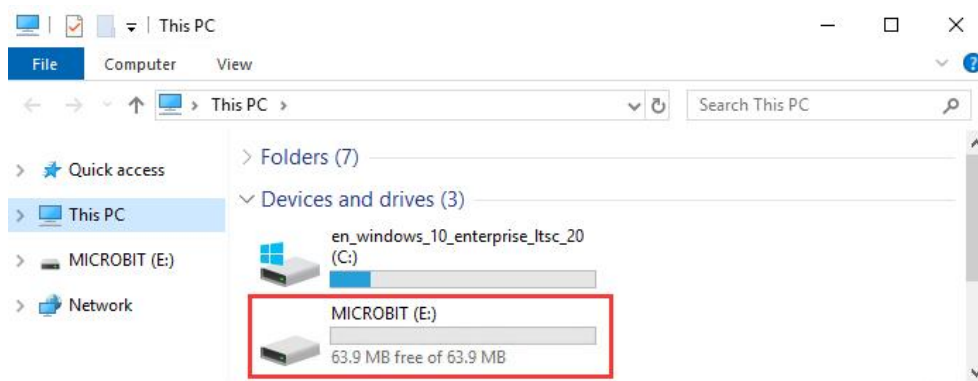 This PC
File Computer View
This PC Search This PC
Quick access
This PC
MICROBIT (E:)
Network
Folders (7)
Devices and drives (3)
en_windows_10_enterprise_ltsc_20
(C:)
MICROBIT (E:)
63.9 MB free of 63.9 MB